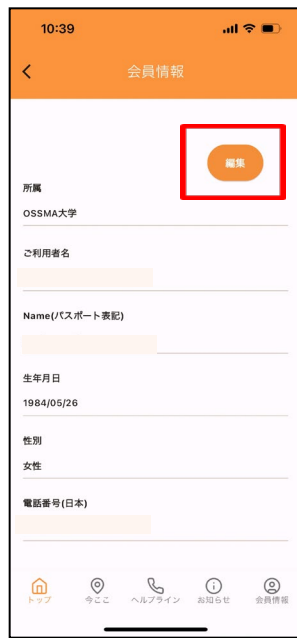 10:39
会員情報
編集
所属
OSSMA大学
ご利用者名
Name(パスポート表記)
生年月日
1984/05/26
性別
女性
電話番号(日本)
トップ
今ここ
ヘルプライン
お知らせ
会員情報